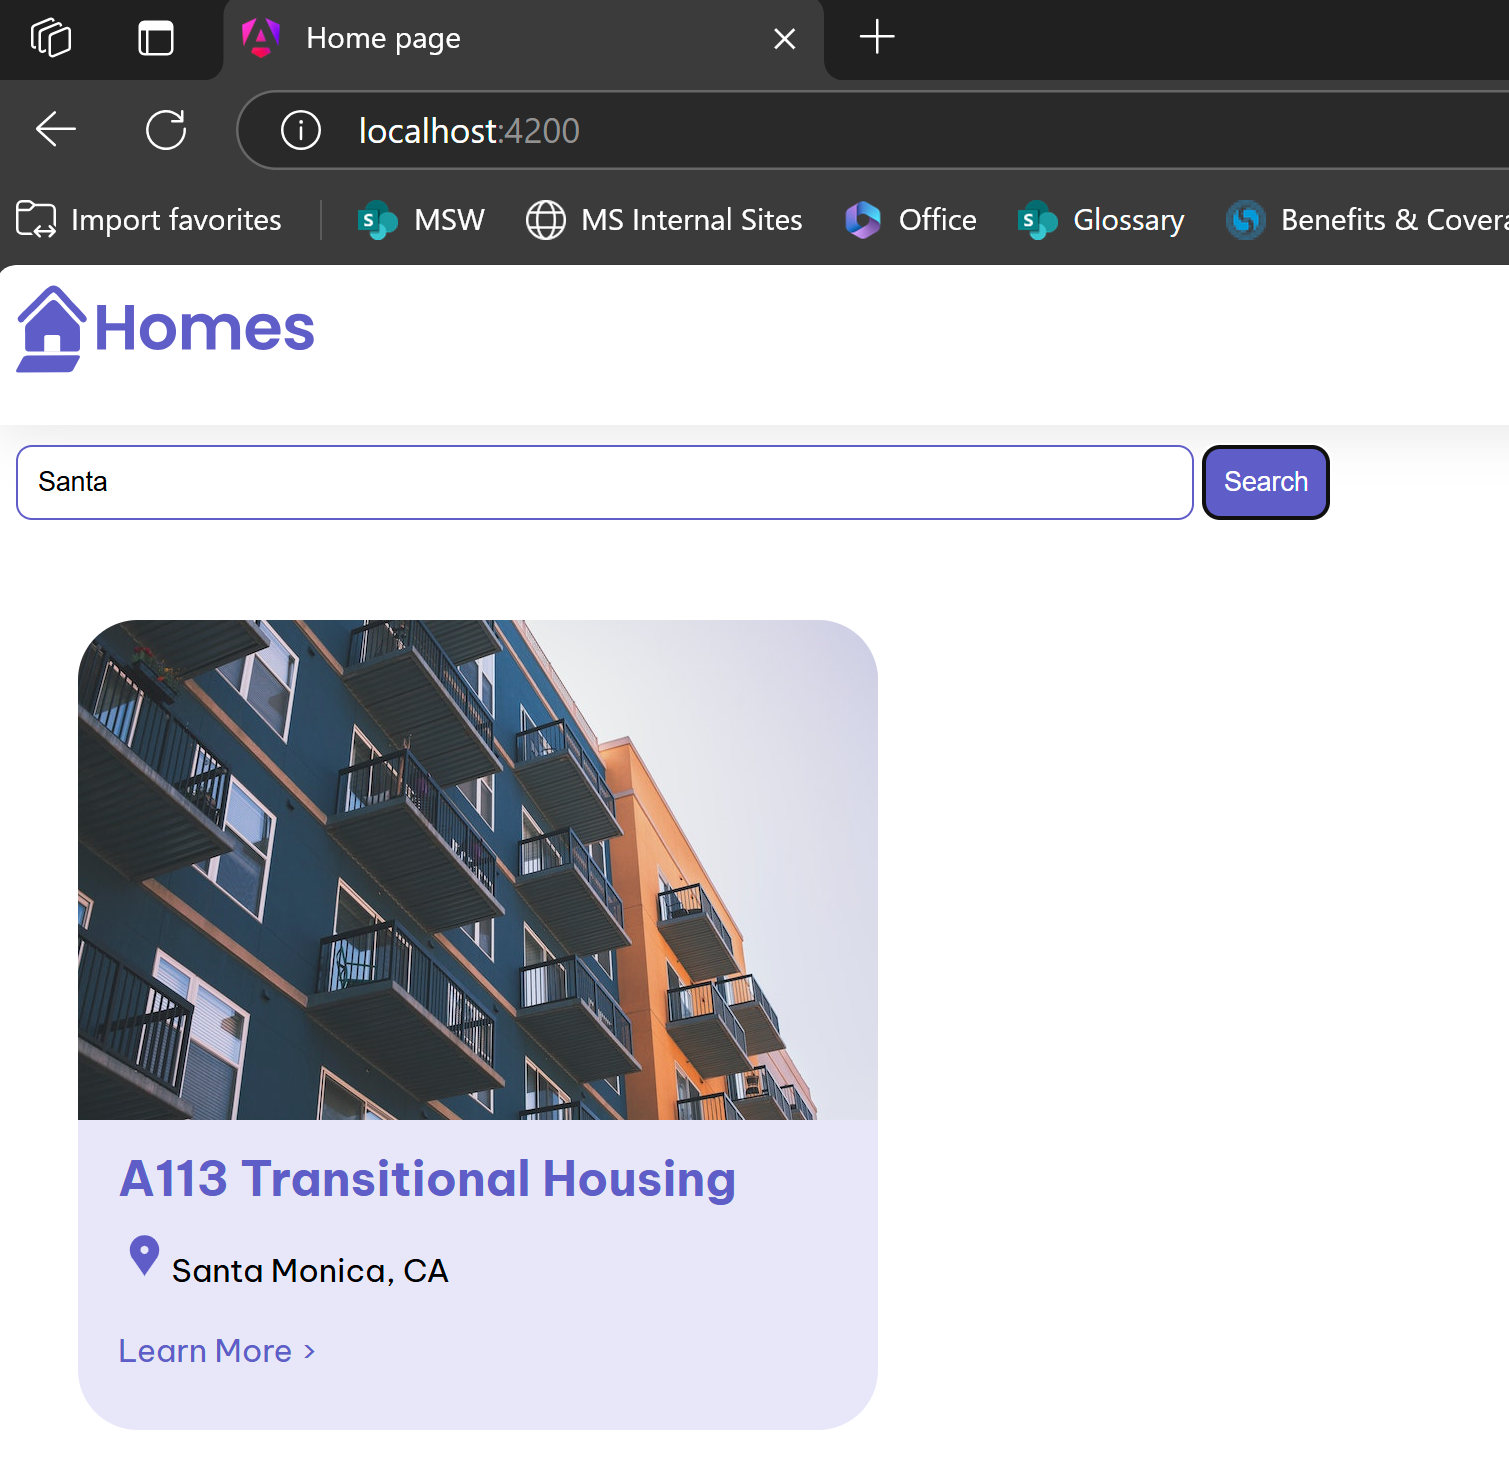 Home page
localhost:4200
Import favorites
MSW
MS Internal Sites
Office
Glossary
Benefits & Covera
Homes
Santa
Search
A113 Transitional Housing
Santa Monica, CA
Learn More >